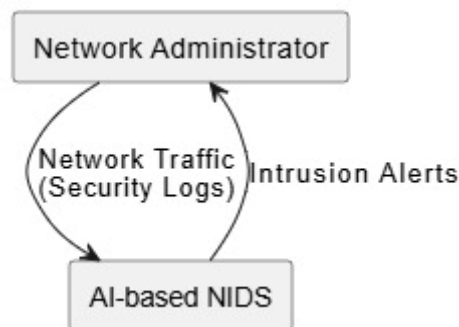 Network Administrator
Network Traffic
(Security Logs)
Intrusion Alerts
AI-based NIDS